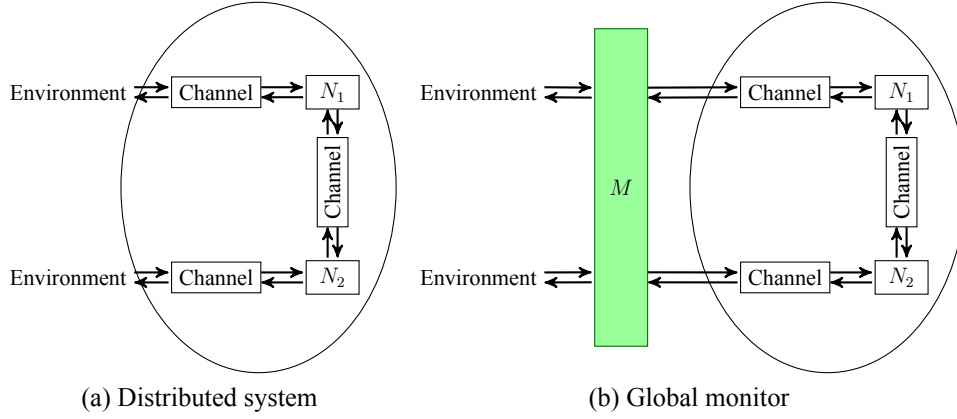 Environment Channel N₁
Channel
Environment Channel N₂
(a) Distributed system
Environment Channel N₁
M Channel
Environment Channel N₂
(b) Global monitor